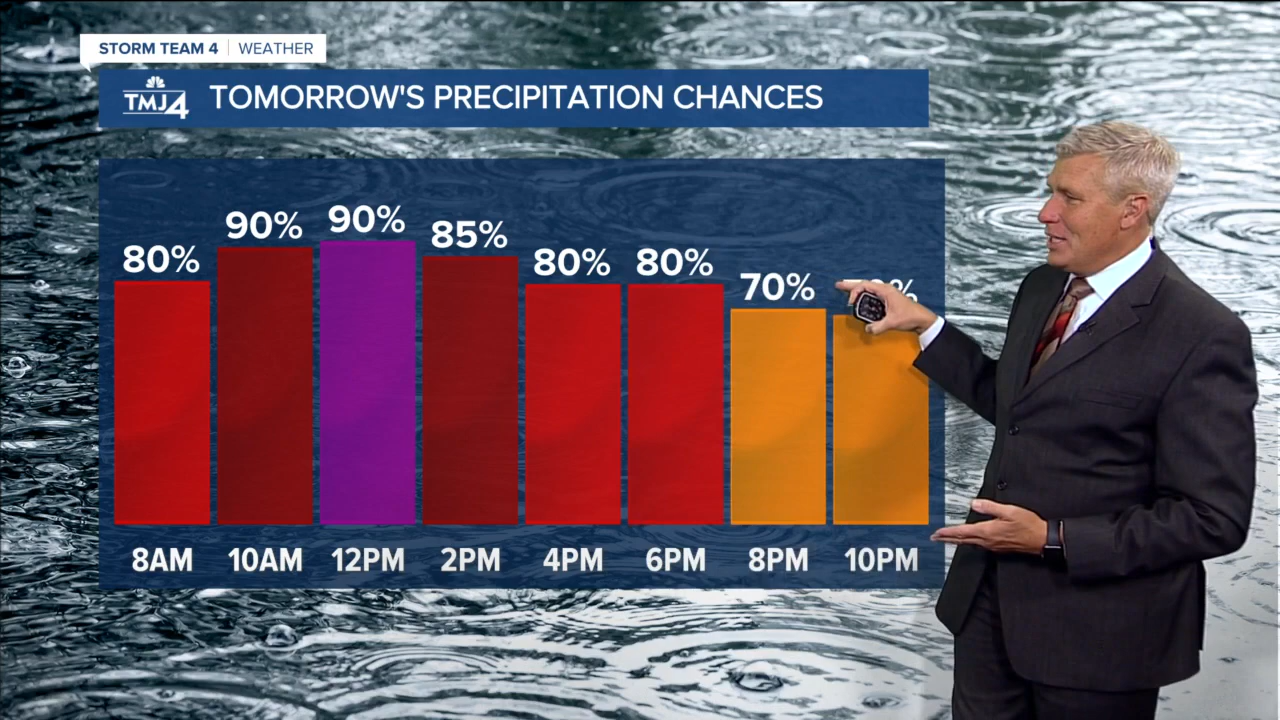 STORM TEAM 4 | WEATHER
TMJ4 TOMORROW'S PRECIPITATION CHANCES
80% 90% 90% 85% 80% 80% 70%
8AM 10AM 12PM 2PM 4PM 6PM 8PM 10PM